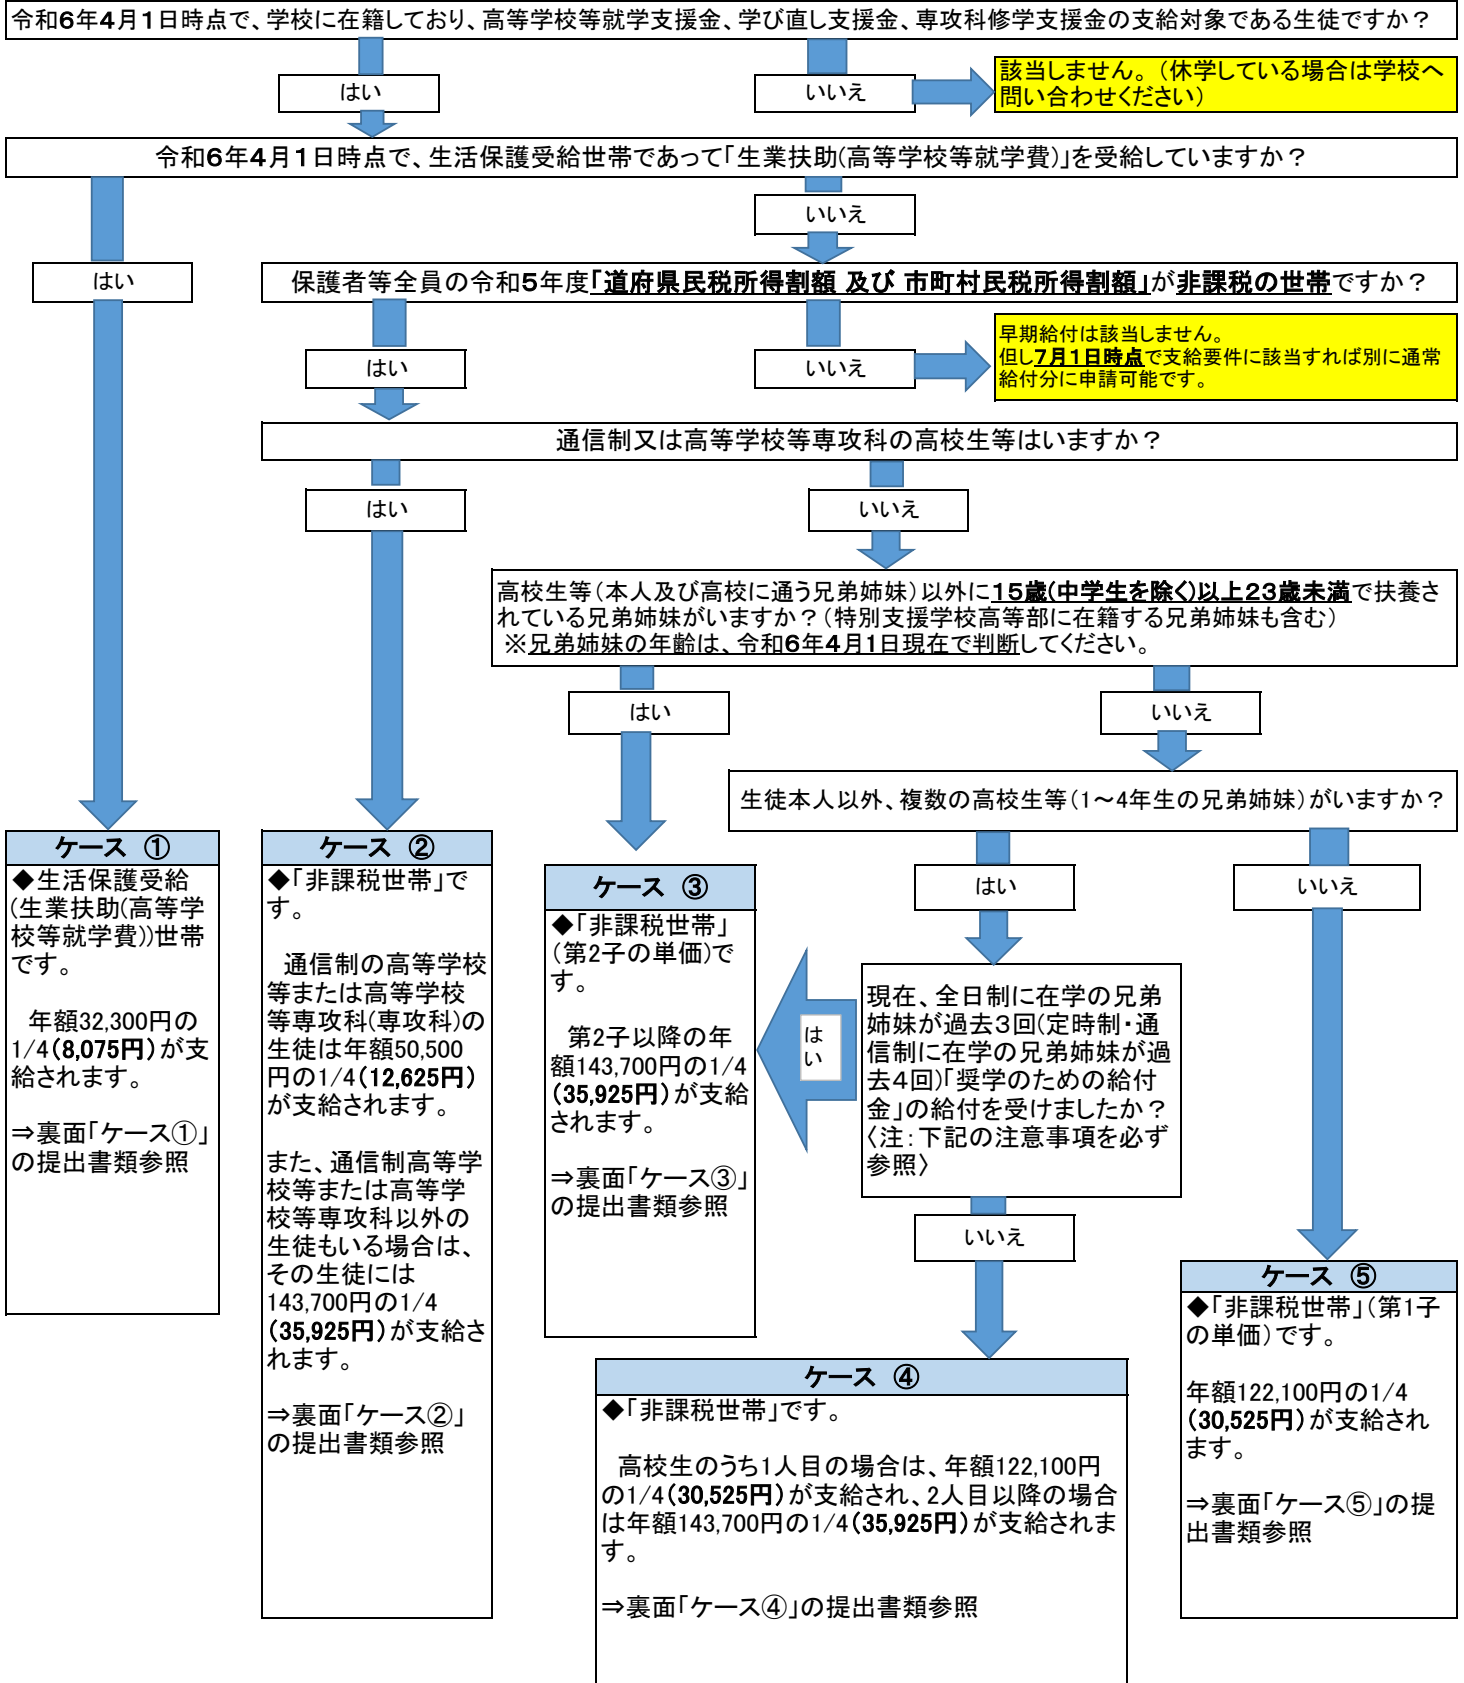 令和6年4月1日時点で、学校に在籍しており、高等学校等就学支援金、学び直し支援金、専攻科修学支援金の支給対象である生徒ですか？
はい
いいえ
該当しません。（休学している場合は学校へ
問い合わせください）
令和6年4月1日時点で、生活保護受給世帯であって「生業扶助(高等学校等就学費)」を受給していますか？
はい
いいえ
保護者等全員の令和5年度「道府県民税所得割額 及び 市町村民税所得割額」が非課税の世帯ですか？
はい
いいえ
早期給付は該当しません。
但し7月1日時点で支給要件に該当すれば別に通常
給付分に申請可能です。
通信制又は高等学校等専攻科の高校生等はいますか？
はい
いいえ
高校生等（本人及び高校に通う兄弟姉妹）以外に15歳(中学生を除く)以上23歳未満で扶養さ
れている兄弟姉妹がいますか？（特別支援学校高等部に在籍する兄弟姉妹も含む）
※兄弟姉妹の年齢は、令和6年4月1日現在で判断してください。
はい
いいえ
生徒本人以外、複数の高校生等（1～4年生の兄弟姉妹）がいますか？
はい
いいえ
ケース ①
◆生活保護受給
(生業扶助(高等学
校等就学費))世帯
です。
年額32,300円の
1/4(8,075円)が支
給されます。
⇒裏面「ケース①」
の提出書類参照
ケース ②
◆「非課税世帯」で
す。
通信制の高等学校
等または高等学校
等専攻科(専攻科)の
生徒は年額50,500
円の1/4(12,625円)
が支給されます。
また、通信制高等学
校等または高等学
校等専攻科以外の
生徒もいる場合は、
その生徒には
143,700円の1/4
(35,925円)が支給さ
れます。
⇒裏面「ケース②」
の提出書類参照
ケース ③
◆「非課税世帯」
（第2子の単価）で
す。
第2子以降の年
額143,700円の1/4
(35,925円)が支給
されます。
⇒裏面「ケース③」
の提出書類参照
は
い
現在、全日制に在学の兄弟
姉妹が過去3回(定時制・通
信制に在学の兄弟姉妹が過
去4回)「奨学のための給付
金」の給付を受けましたか？
〈注：下記の注意事項を必ず
参照〉
いいえ
ケース ④
◆「非課税世帯」です。
高校生のうち1人目の場合は、年額122,100円
の1/4(30,525円)が支給され、2人目以降の場合
は年額143,700円の1/4(35,925円)が支給されま
す。
⇒裏面「ケース④」の提出書類参照
ケース ⑤
◆「非課税世帯」（第1子
の単価）です。
年額122,100円の1/4
(30,525円)が支給され
ます。
⇒裏面「ケース⑤」の提
出書類参照